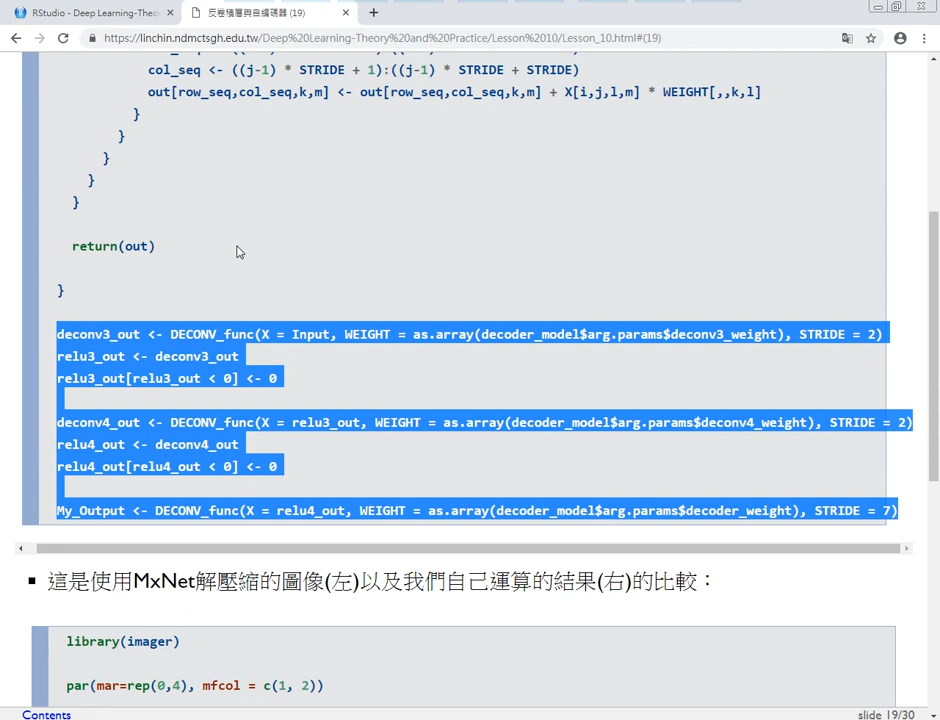 RStudio - Deep Learning-Theo
反卷積層與自編碼器 (19)
https://linchin.ndmctsgh.edu.tw/Deep%20Learning-Theory%20and%20Practice/Lesson%2010/Lesson_10.html#(19)
col_seq <- ((j-1) * STRIDE + 1):((j-1) * STRIDE + STRIDE)
out[row_seq,col_seq,k,m] <- out[row_seq,col_seq,k,m] + X[i,j,l,m] * WEIGHT[,,k,l]
}
}
}
}
}
return(out)
}
deconv3_out <- DECONV_func(X = Input, WEIGHT = as.array(decoder_model$arg.params$deconv3_weight), STRIDE = 2)
relu3_out <- deconv3_out
relu3_out[relu3_out < 0] <- 0
deconv4_out <- DECONV_func(X = relu3_out, WEIGHT = as.array(decoder_model$arg.params$deconv4_weight), STRIDE = 2)
relu4_out <- deconv4_out
relu4_out[relu4_out < 0] <- 0
My_Output <- DECONV_func(X = relu4_out, WEIGHT = as.array(decoder_model$arg.params$decoder_weight), STRIDE = 7)
▪ 這是使用MxNet解壓縮的圖像(左)以及我們自己運算的結果(右)的比較：
library(imager)
par(mar=rep(0,4), mfcol = c(1, 2))
Contents
slide 19/30